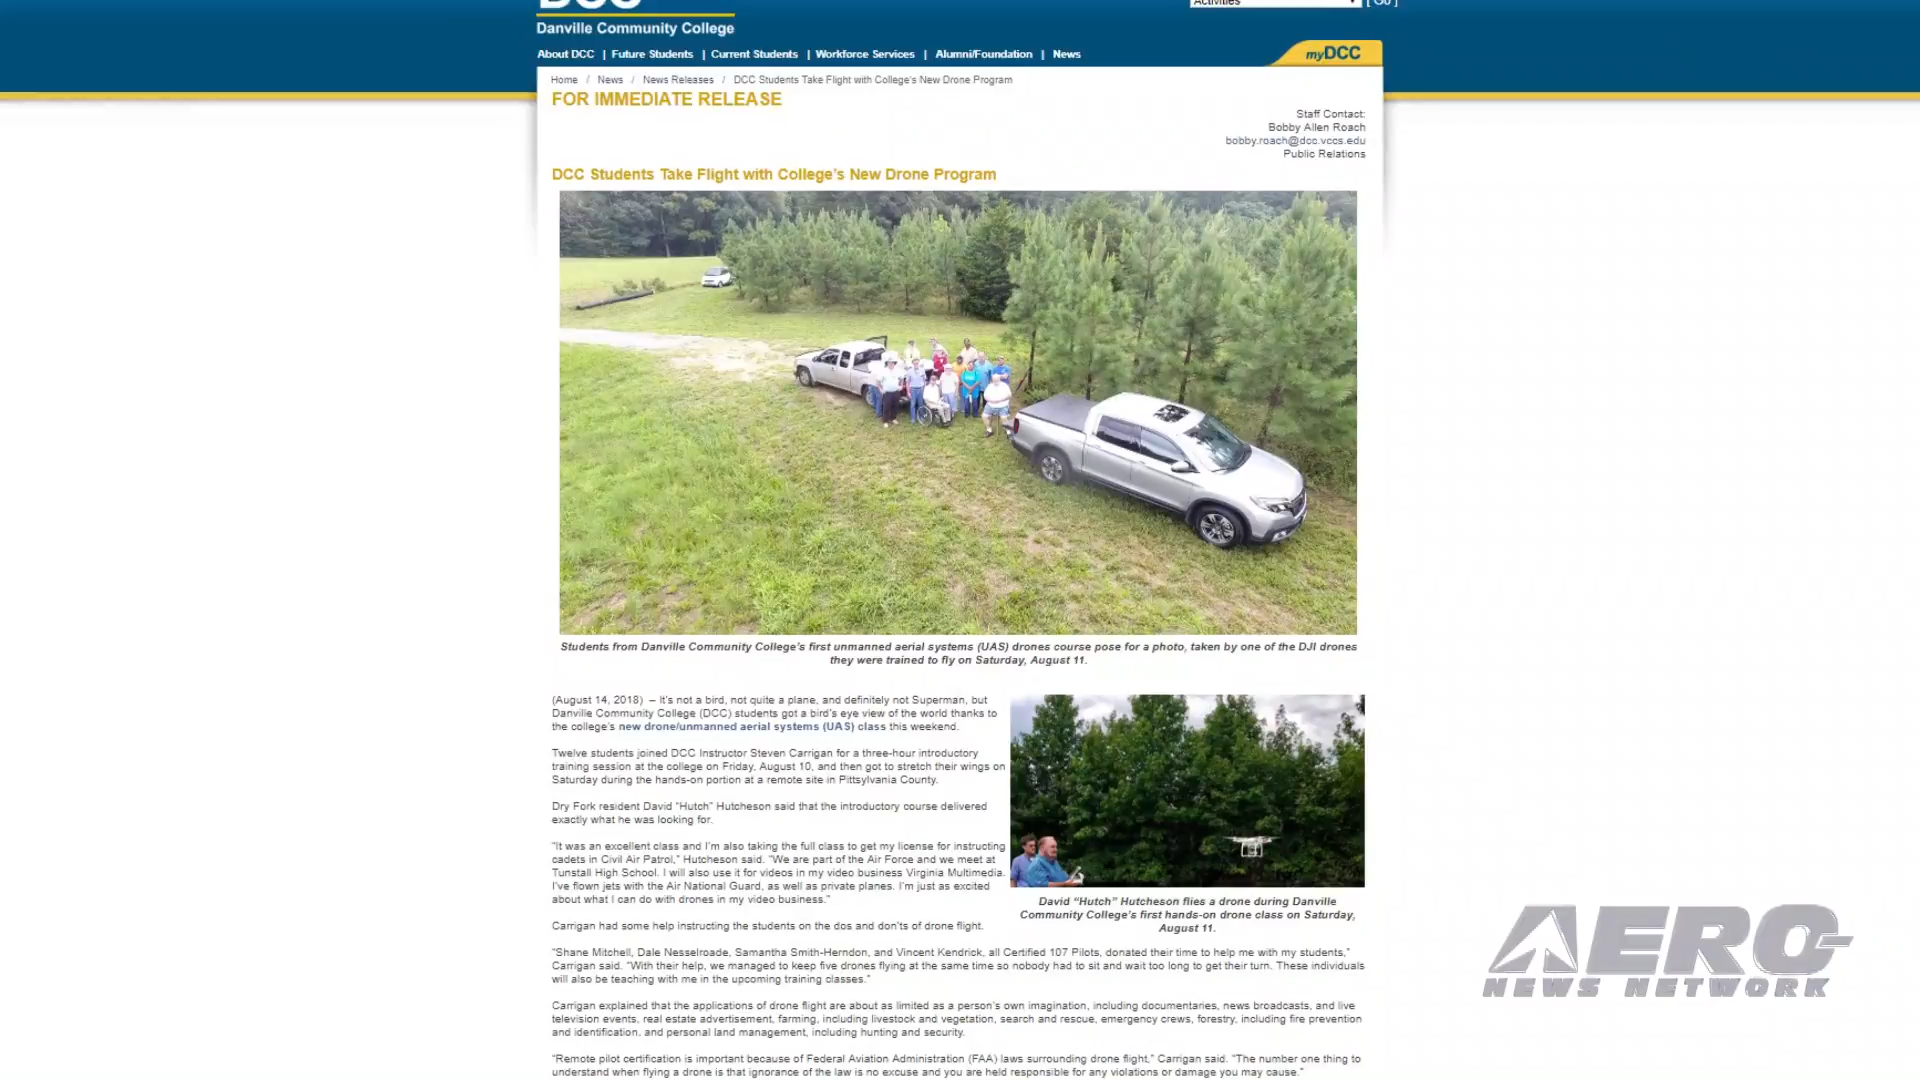 DCC
Activities
[ Go ]
Danville Community College
About DCC | Future Students | Current Students | Workforce Services | Alumni/Foundation | News
myDCC
Home / News / News Releases / DCC Students Take Flight with College's New Drone Program
FOR IMMEDIATE RELEASE
Staff Contact:
Bobby Allen Roach
bobby.roach@dcc.vccs.edu
Public Relations
DCC Students Take Flight with College's New Drone Program
Students from Danville Community College's first unmanned aerial systems (UAS) drones course pose for a photo, taken by one of the DJI drones
they were trained to fly on Saturday, August 11.
(August 14, 2018) – It's not a bird, not quite a plane, and definitely not Superman, but
Danville Community College (DCC) students got a bird's eye view of the world thanks to
the college's new drone/unmanned aerial systems (UAS) class this weekend.
Twelve students joined DCC Instructor Steven Carrigan for a three-hour introductory
training session at the college on Friday, August 10, and then got to stretch their wings on
Saturday during the hands-on portion at a remote site in Pittsylvania County.
Dry Fork resident David "Hutch" Hutcheson said that the introductory course delivered
exactly what he was looking for.
"It was an excellent class and I'm also taking the full class to get my license for instructing
cadets in Civil Air Patrol," Hutcheson said. "We are part of the Air Force and we meet at
Tunstall High School. I will also use it for videos in my video business Virginia Multimedia.
I've flown jets with the Air National Guard, as well as private planes. I'm just as excited
about what I can do with drones in my video business."
David "Hutch" Hutcheson flies a drone during Danville
Community College's first hands-on drone class on Saturday,
August 11.
Carrigan had some help instructing the students on the dos and don'ts of drone flight.
"Shane Mitchell, Dale Nesselroade, Samantha Smith-Herndon, and Vincent Kendrick, all Certified 107 Pilots, donated their time to help me with my students,"
Carrigan said. "With their help, we managed to keep five drones flying at the same time so nobody had to sit and wait too long to get their turn. These individuals
will also be teaching with me in the upcoming training classes."
Carrigan explained that the applications of drone flight are about as limited as a person's own imagination, including documentaries, news broadcasts, and live
television events, real estate advertisement, farming, including livestock and vegetation, search and rescue, emergency crews, forestry, including fire prevention
and identification, and personal land management, including hunting and security.
"Remote pilot certification is important because of Federal Aviation Administration (FAA) laws surrounding drone flight," Carrigan said. "The number one thing to
understand when flying a drone is that ignorance of the law is no excuse and you are held responsible for any violations or damage you may cause."
AERO-
NEWS NETWORK